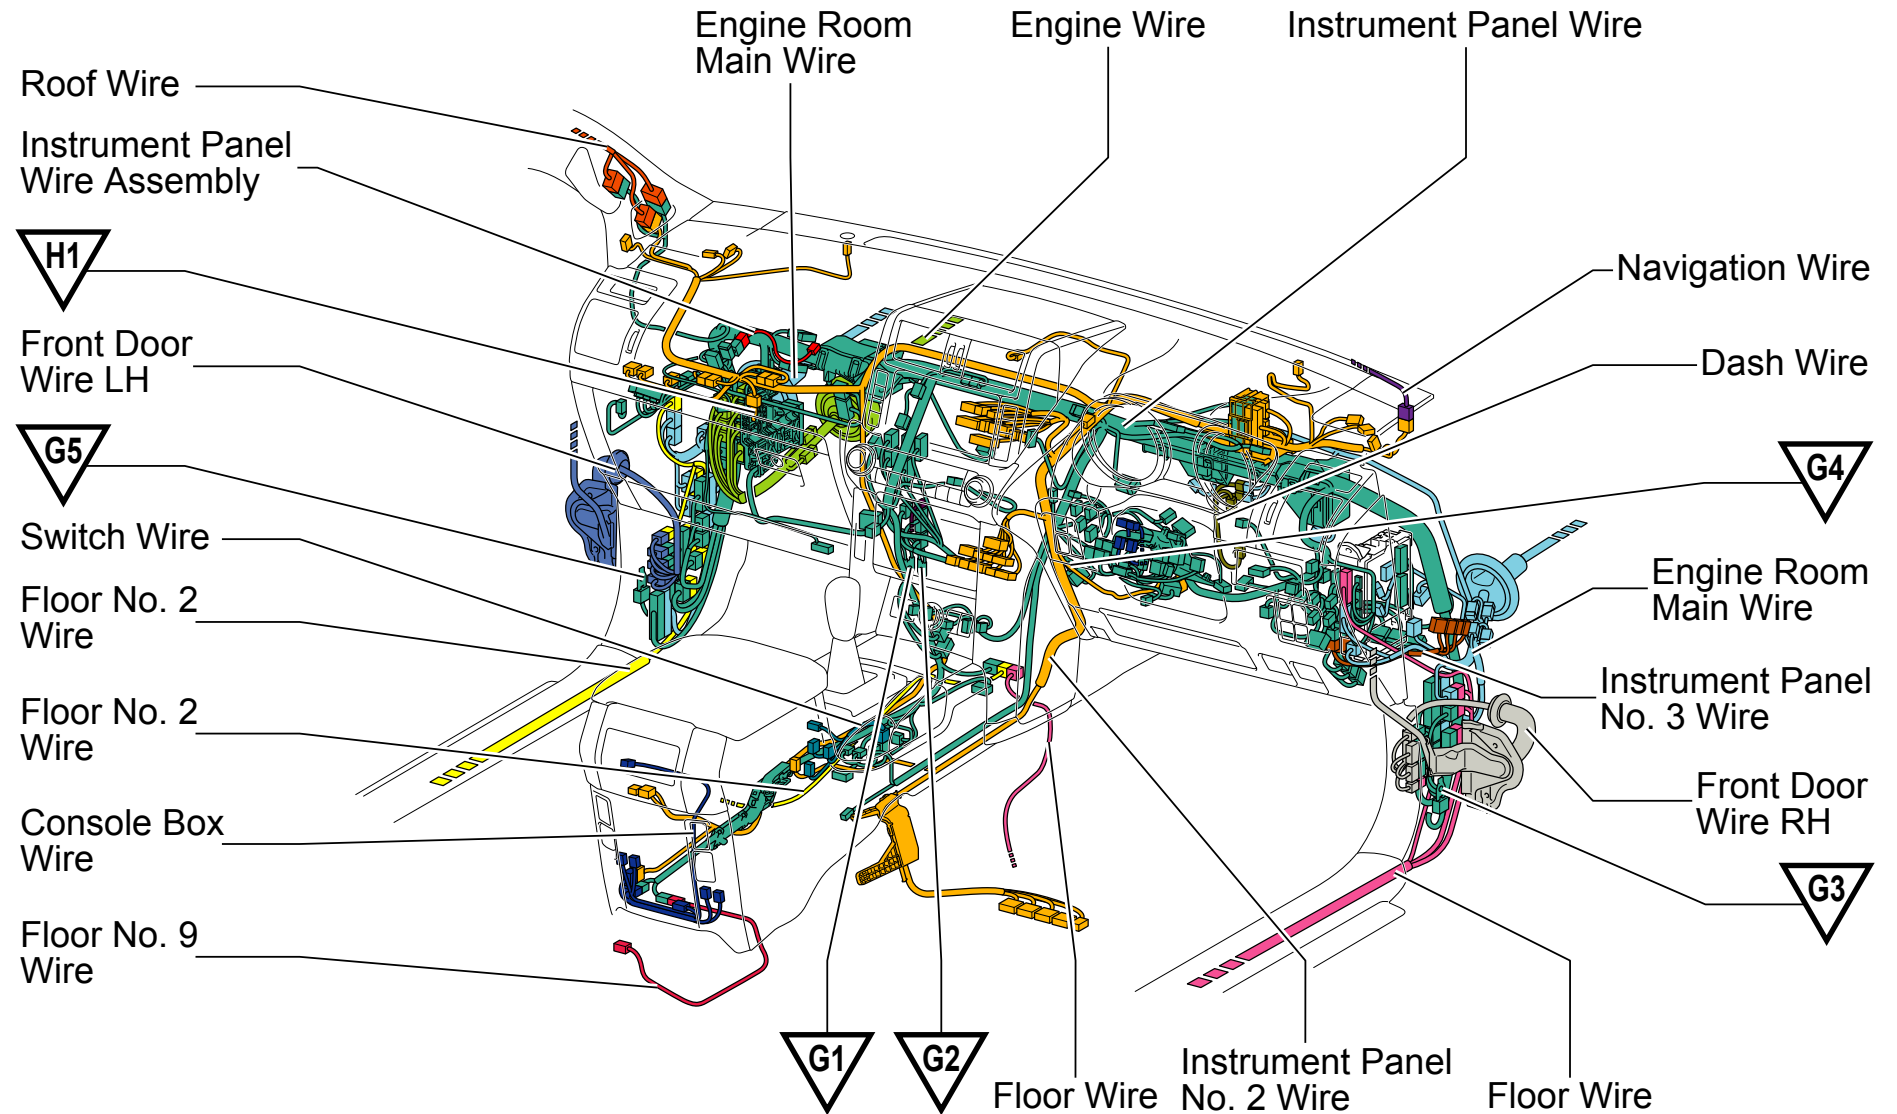 Engine Room
Main Wire
Engine Wire
Instrument Panel Wire
Roof Wire
Instrument Panel
Wire Assembly
H1
Front Door
Wire LH
G5
Switch Wire
Floor No. 2
Wire
Floor No. 2
Wire
Console Box
Wire
Floor No. 9
Wire
Navigation Wire
Dash Wire
G4
Engine Room
Main Wire
Instrument Panel
No. 3 Wire
Front Door
Wire RH
G3
G1
G2
Floor Wire
Instrument Panel
No. 2 Wire
Floor Wire